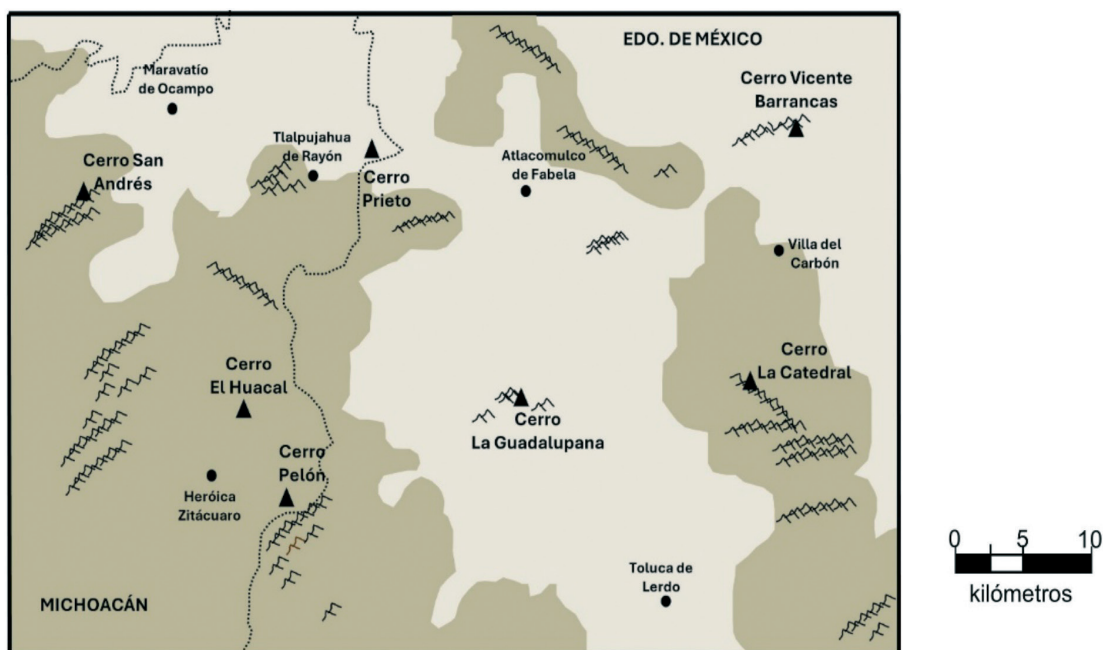 EDO. DE MÉXICO
Maravatío
de Ocampo
Cerro Vicente
Barrancas
Tlalpujahua
de Rayón
Cerro San
Andrés
Cerro
Prieto
Atlacomulco
de Fabela
Villa del
Carbón
Cerro
El Huacal
Cerro
La Catedral
Cerro
La Guadalupana
Cerro
Pelón
Heróica
Zitácuaro
Toluca de
Lerdo
MICHOACÁN
0 5 10
kilómetros